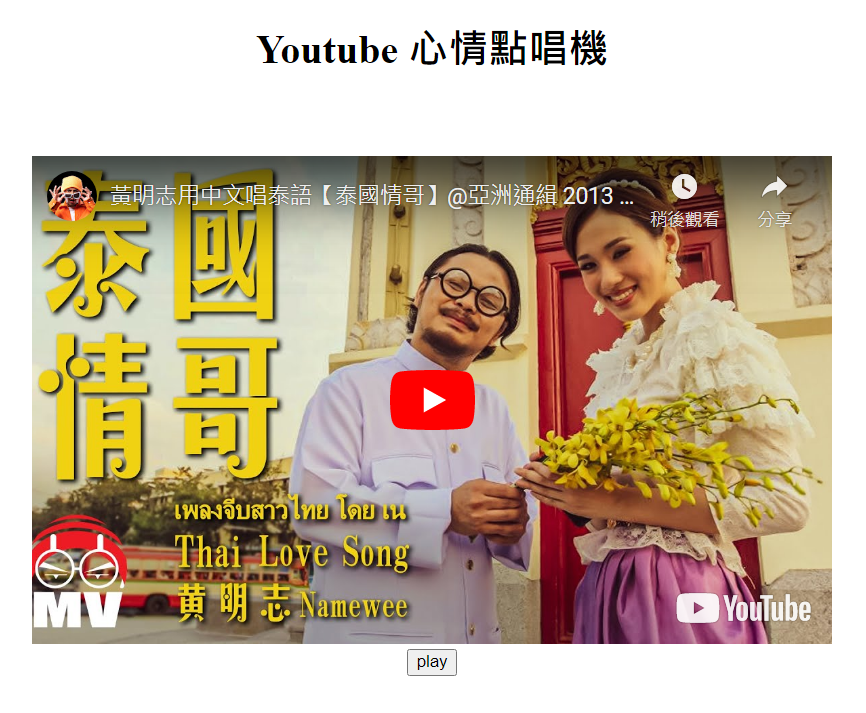 Youtube 心情點唱機
黃明志用中文唱泰語【泰國情哥】@亞洲通緝 2013 ...
稍後觀看
分享
泰國
情哥
เพลงจีบสาวไทย โดย เน
Thai Love Song
黄明志 Namewee
MV
YouTube
play